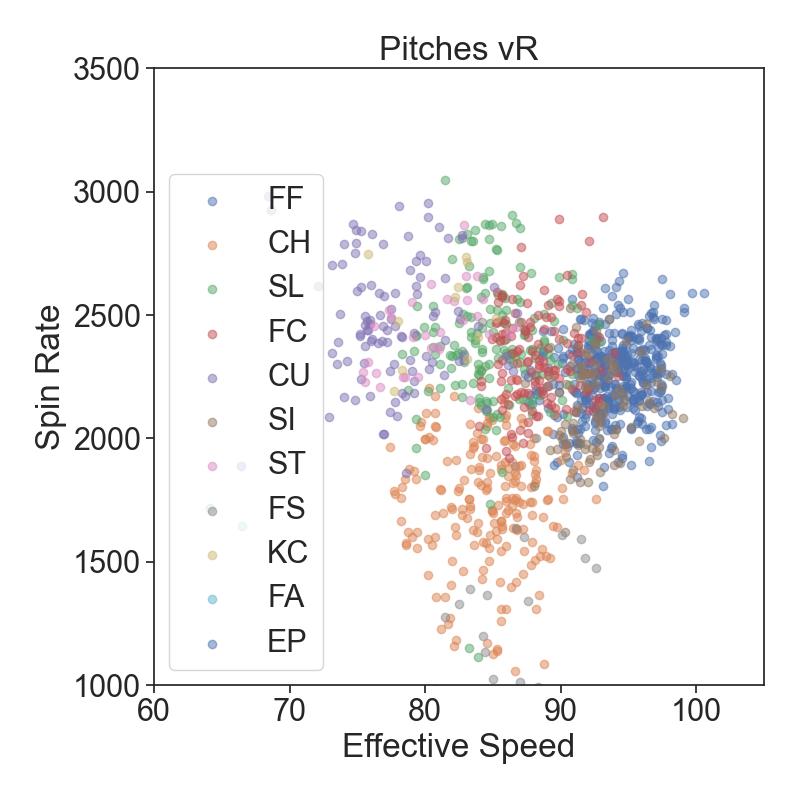 Pitches vR
3500
3000
2500
2000
1500
1000
Spin Rate
FF
CH
SL
FC
CU
SI
ST
FS
KC
FA
EP
60 70 80 90 100
Effective Speed